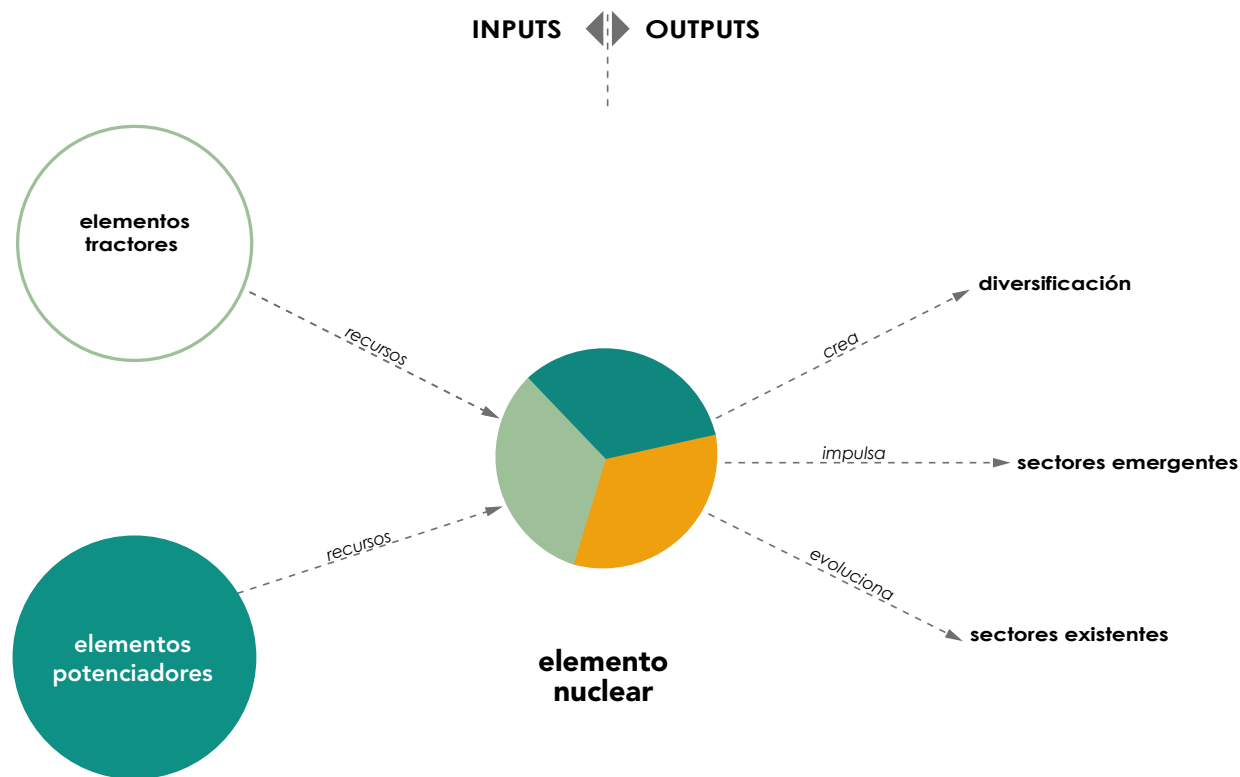 INPUTS OUTPUTS
elementos
tractores
recursos
diversificación
crea
impulsa
sectores emergentes
recursos
evoluciona
sectores existentes
elementos
potenciadores
elemento
nuclear